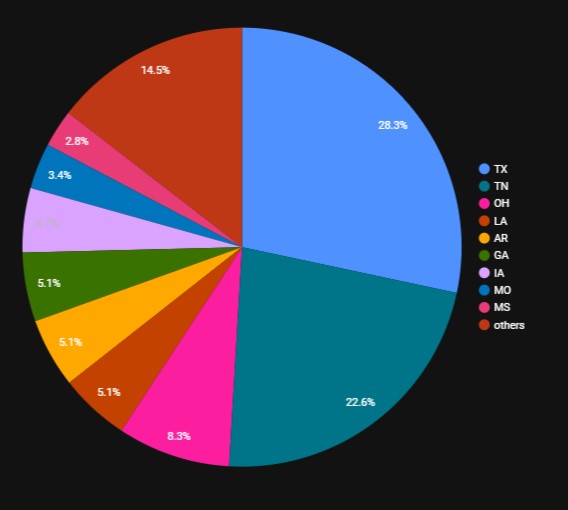 14.5%
28.3%
2.8%
3.4%
5.1%
5.1%
5.1%
8.3%
22.6%
TX
TN
OH
LA
AR
GA
IA
MO
MS
others